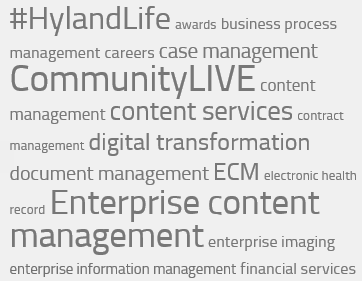 #HylandLife awards business process
management careers case management
CommunityLIVE content
management content services contract
management digital transformation
document management ECM electronic health
record Enterprise content
management enterprise imaging
enterprise information management financial services